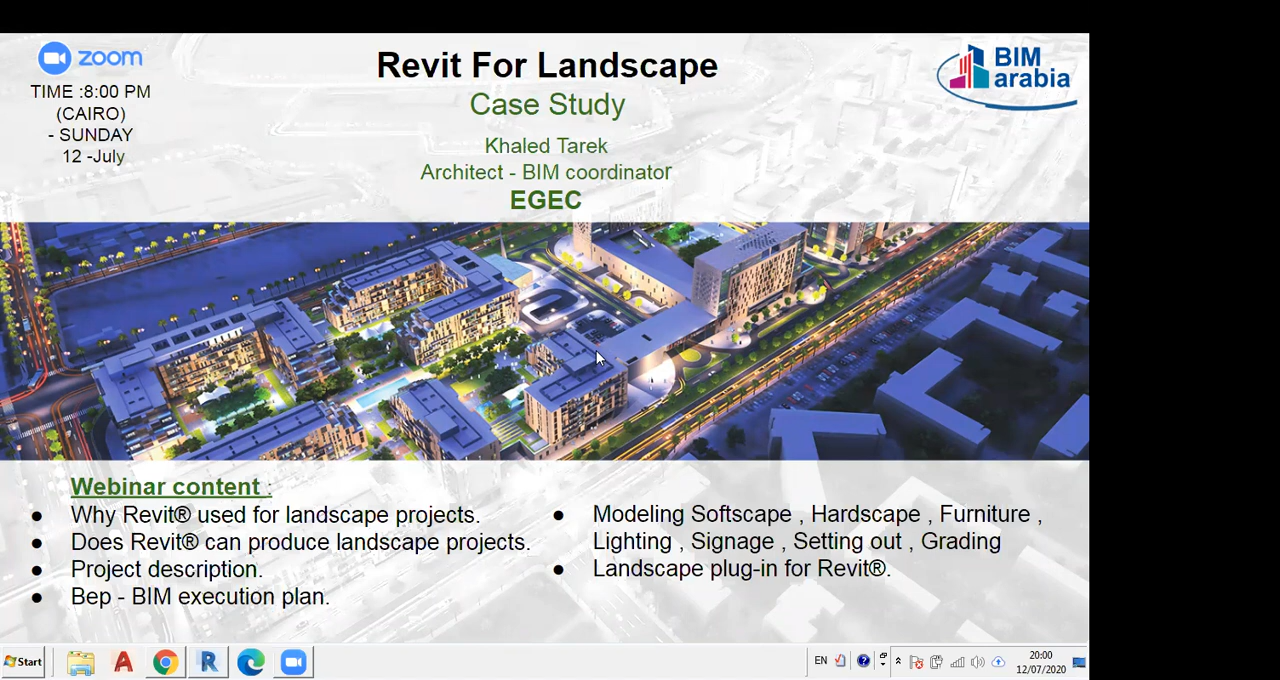 zoom
TIME :8:00 PM
(CAIRO)
- SUNDAY
12 -July
Revit For Landscape
Case Study
Khaled Tarek
Architect - BIM coordinator
EGEC
BIM
arabia
Webinar content :
● Why Revit® used for landscape projects.
● Does Revit® can produce landscape projects.
● Project description.
● Bep - BIM execution plan.
● Modeling Softscape , Hardscape , Furniture ,
Lighting , Signage , Setting out , Grading
● Landscape plug-in for Revit®.
Start
EN
20:00
12/07/2020